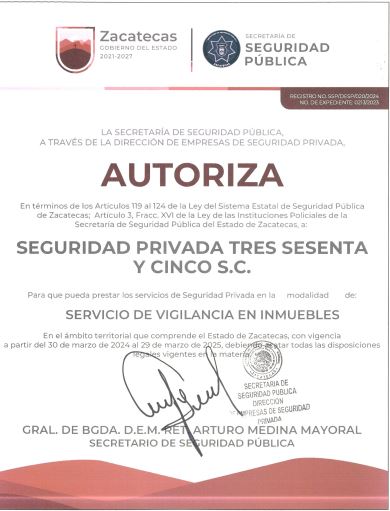 Zacatecas
GOBIERNO DEL ESTADO
2021-2027
SECRETARÍA DE
SEGURIDAD
PÚBLICA
REGISTRO NO. SSP/DESP/020/2024
NO. DE EXPEDIENTE: 0213/2023
LA SECRETARÍA DE SEGURIDAD PÚBLICA,
A TRAVÉS DE LA DIRECCIÓN DE EMPRESAS DE SEGURIDAD PRIVADA,
AUTORIZA
En términos de los Artículos 119 al 124 de la Ley del Sistema Estatal de Seguridad Pública
de Zacatecas; Artículo 3, Fracc. XVI de la Ley de las Instituciones Policiales de la
Secretaría de Seguridad Pública del Estado de Zacatecas, a:
SEGURIDAD PRIVADA TRES SESENTA
Y CINCO S.C.
Para que pueda prestar los servicios de Seguridad Privada en la modalidad de:
SERVICIO DE VIGILANCIA EN INMUEBLES
En el ámbito territorial que comprende el Estado de Zacatecas, con vigencia
a partir del 30 de marzo de 2024 al 29 de marzo de 2025, debiendo acatar todas las disposiciones
legales vigentes en la materia.
SECRETARÍA DE
SEGURIDAD PÚBLICA
DIRECCIÓN
EMPRESAS DE SEGURIDAD
PRIVADA
GRAL. DE BGDA. D.E.M. RET. ARTURO MEDINA MAYORAL
SECRETARIO DE SEGURIDAD PÚBLICA